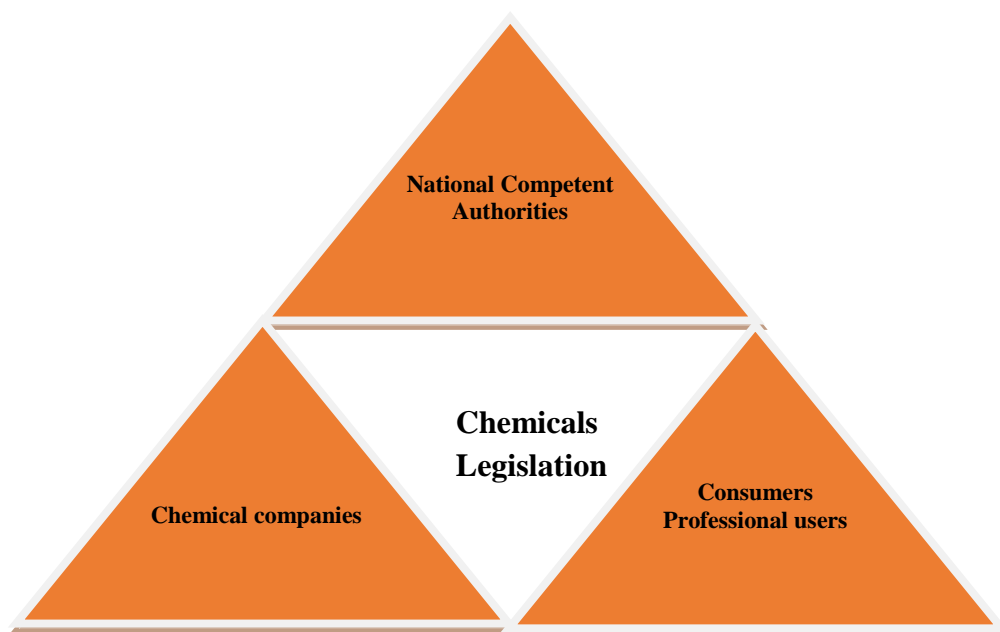 National Competent
Authorities
Chemicals
Legislation
Chemical companies
Consumers
Professional users